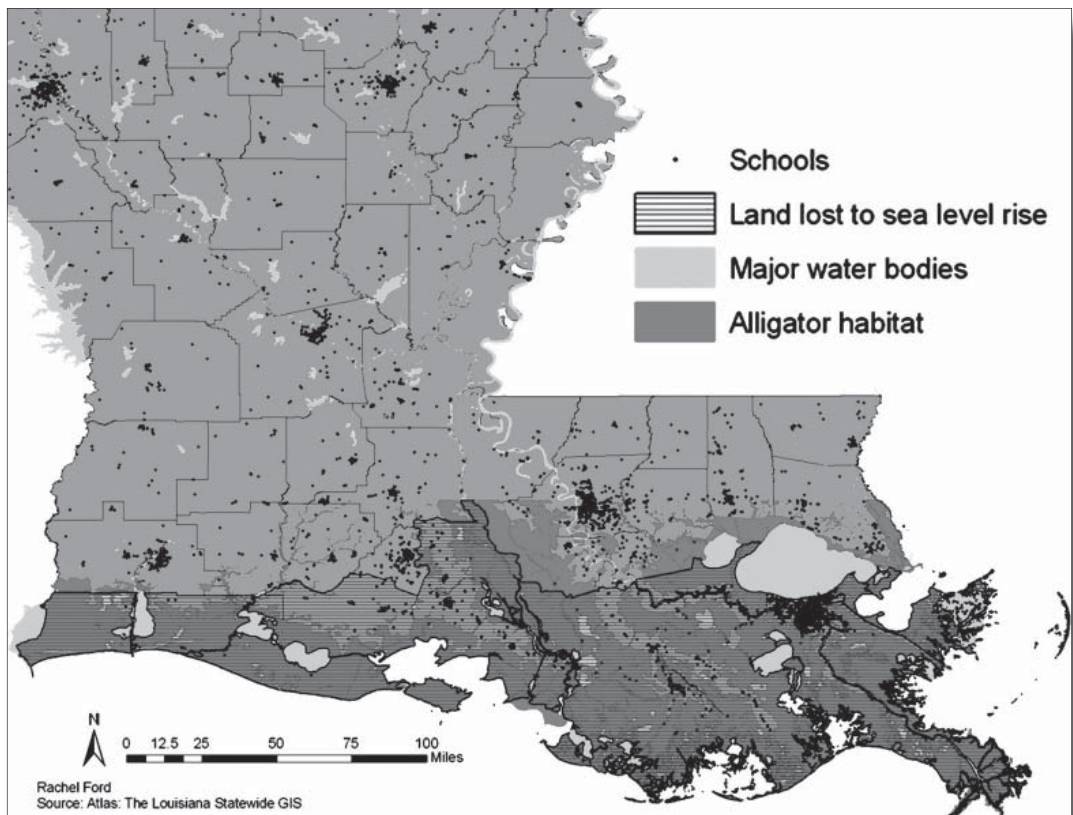 Schools
Land lost to sea level rise
Major water bodies
Alligator habitat
N
0 12.5 25 50 75 100
Miles
Rachel Ford
Source: Atlas: The Louisiana Statewide GIS